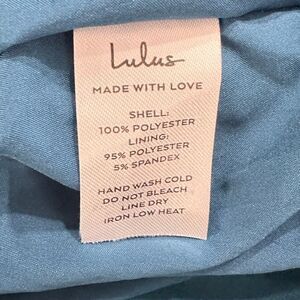 Lulus
MADE WITH LOVE
SHELL:
100% POLYESTER
LINING:
95% POLYESTER
5% SPANDEX
HAND WASH COLD
DO NOT BLEACH
LINE DRY
IRON LOW HEAT